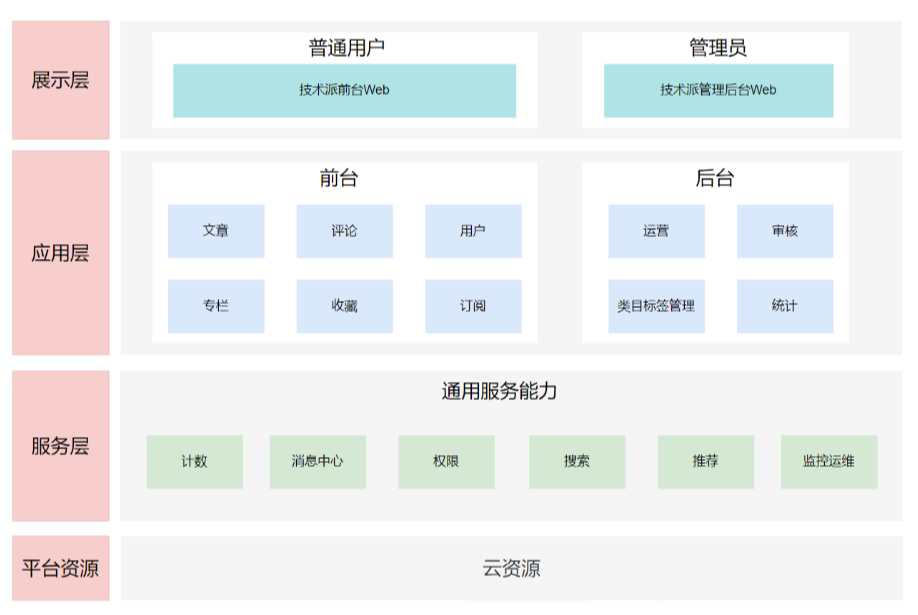 展示层
普通用户
技术派前台Web
管理员
技术派管理后台Web
应用层
前台
文章
评论
用户
专栏
收藏
订阅
后台
运营
审核
类目标签管理
统计
服务层
通用服务能力
计数
消息中心
权限
搜索
推荐
监控运维
平台资源
云资源